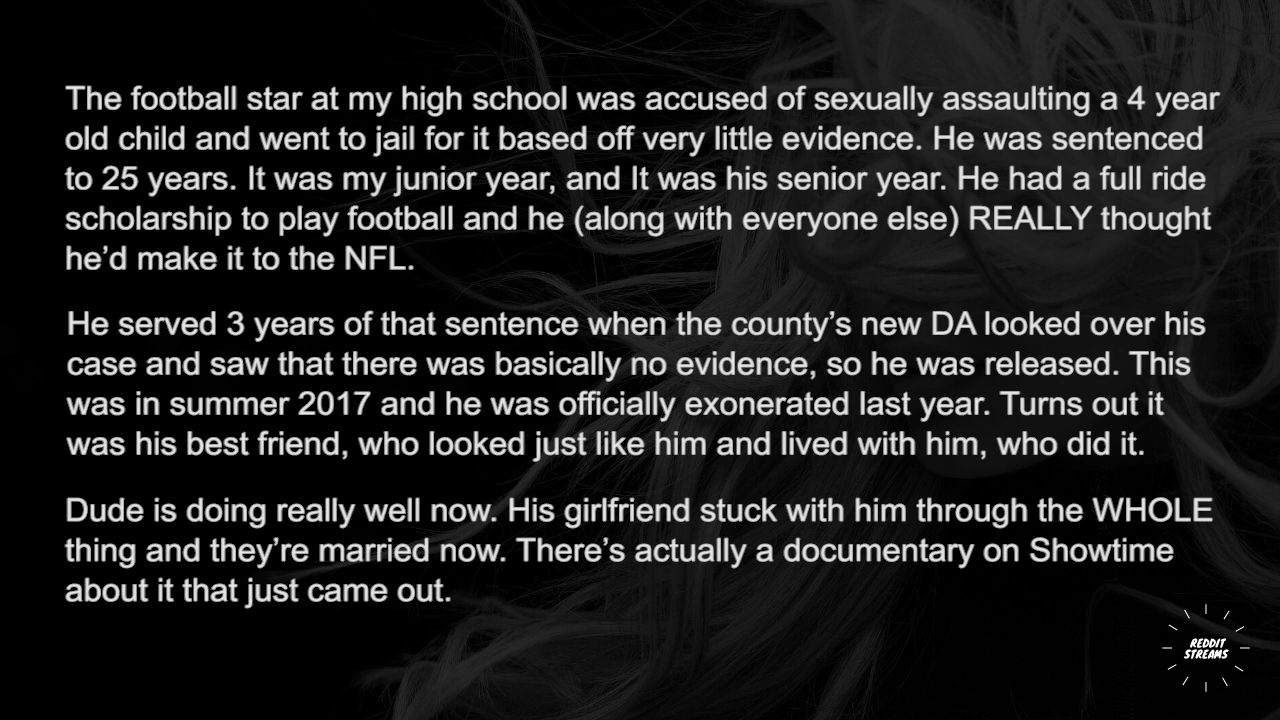 The football star at my high school was accused of sexually assaulting a 4 year
old child and went to jail for it based off very little evidence. He was sentenced
to 25 years. It was my junior year, and It was his senior year. He had a full ride
scholarship to play football and he (along with everyone else) REALLY thought
he’d make it to the NFL.
He served 3 years of that sentence when the county’s new DA looked over his
case and saw that there was basically no evidence, so he was released. This
was in summer 2017 and he was officially exonerated last year. Turns out it
was his best friend, who looked just like him and lived with him, who did it.
Dude is doing really well now. His girlfriend stuck with him through the WHOLE
thing and they’re married now. There’s actually a documentary on Showtime
about it that just came out.
REDDIT
STREAMS